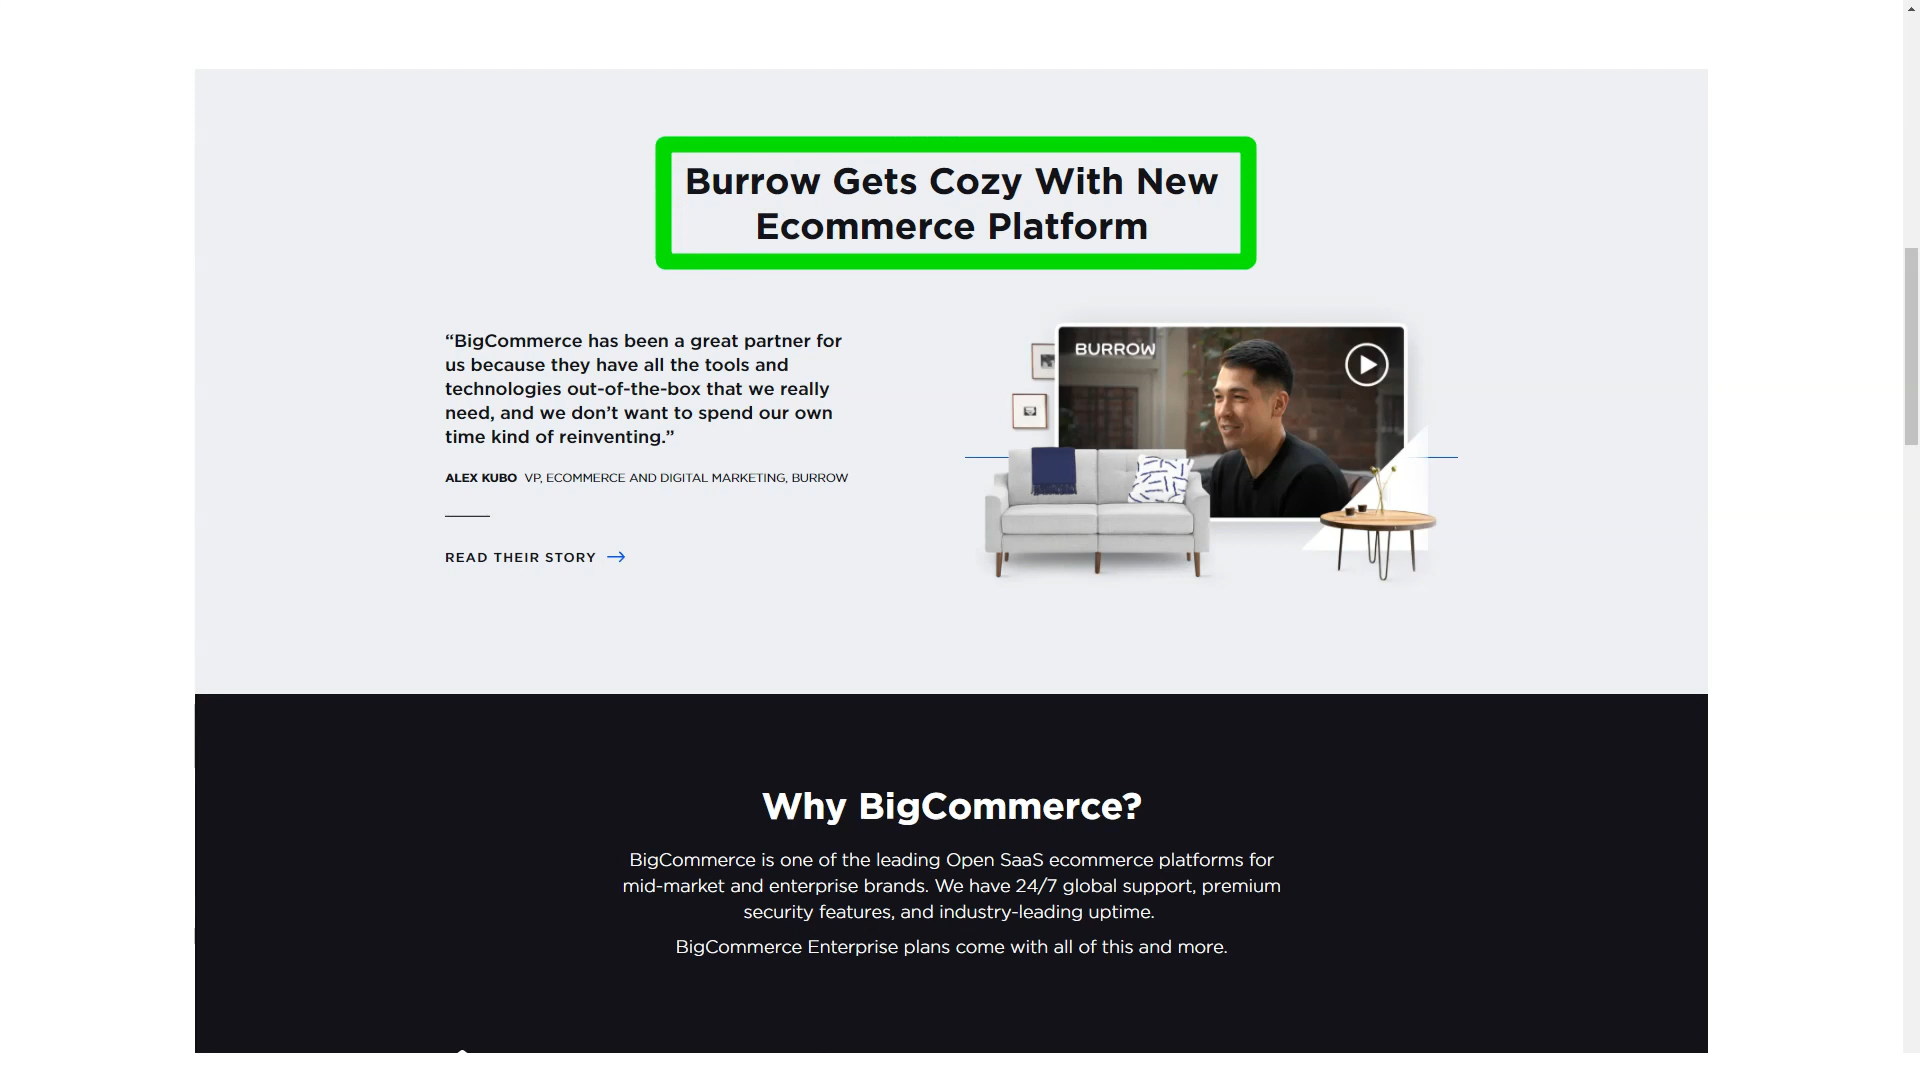 Burrow Gets Cozy With New
Ecommerce Platform
“BigCommerce has been a great partner for
us because they have all the tools and
technologies out-of-the-box that we really
need, and we don’t want to spend our own
time kind of reinventing.”
ALEX KUBO VP, ECOMMERCE AND DIGITAL MARKETING, BURROW
READ THEIR STORY
BURROW
Why BigCommerce?
BigCommerce is one of the leading Open SaaS ecommerce platforms for
mid-market and enterprise brands. We have 24/7 global support, premium
security features, and industry-leading uptime.
BigCommerce Enterprise plans come with all of this and more.